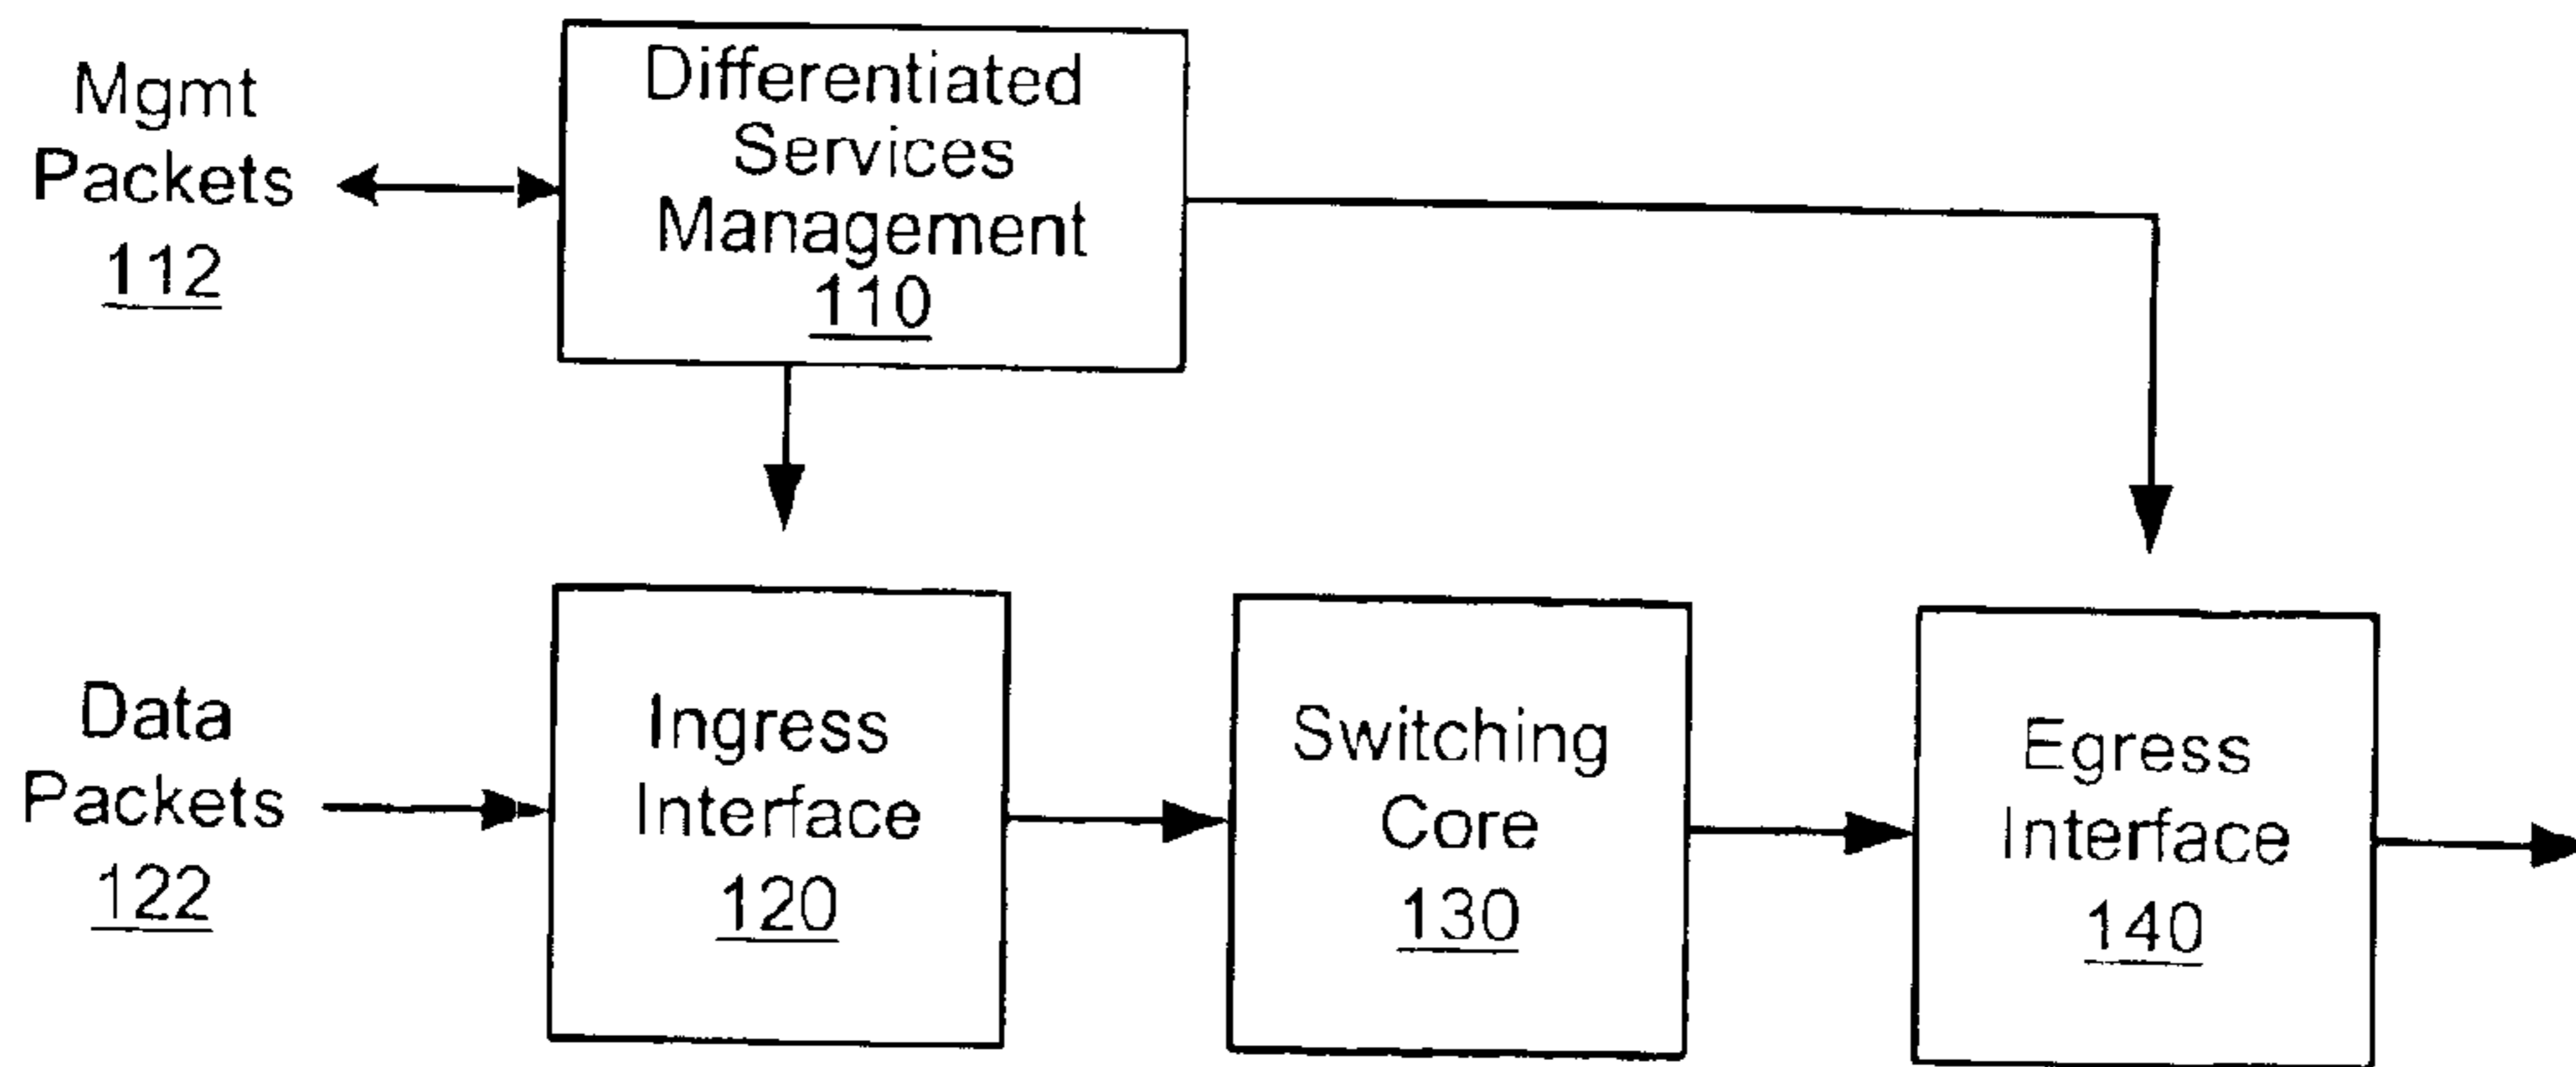 Mgmt
Packets
112
Differentiated
Services
Management
110
Data
Packets
122
Ingress
Interface
120
Switching
Core
130
Egress
Interface
140